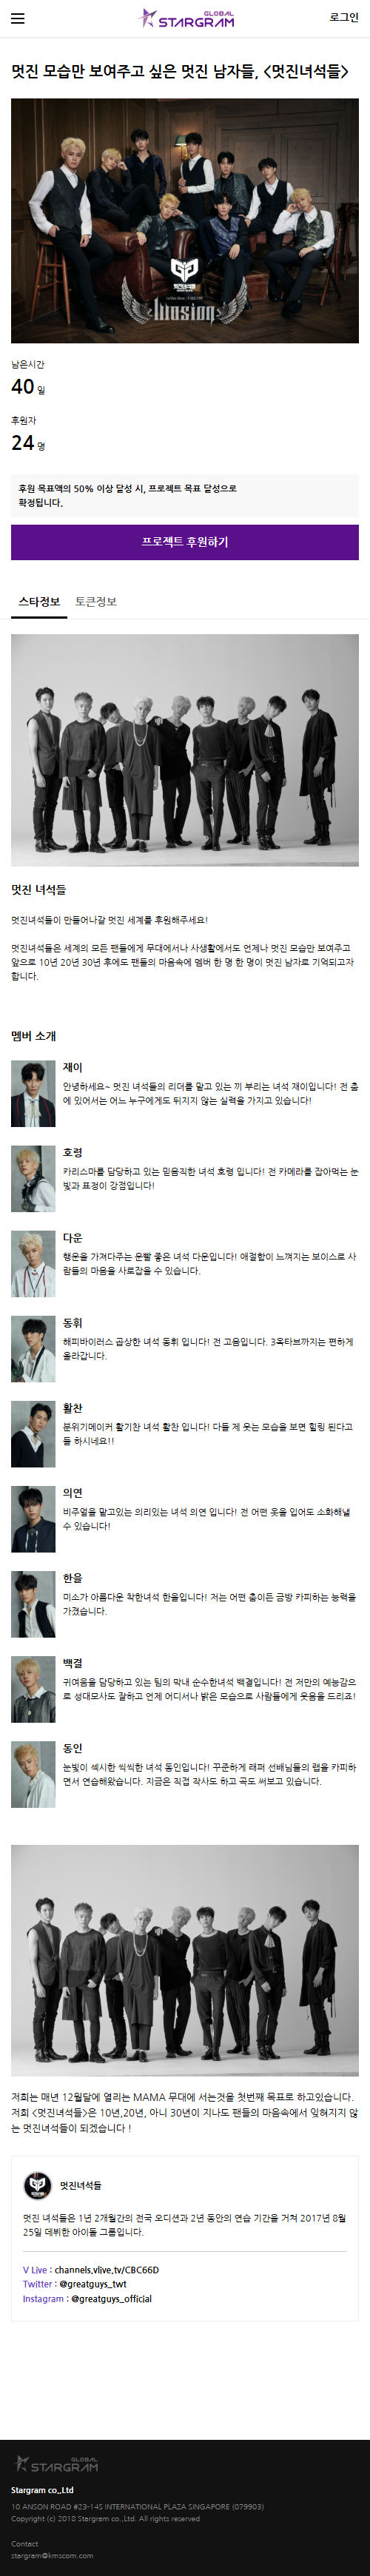 GLOBAL
STARGRAM
로그인
멋진 모습만 보여주고 싶은 멋진 남자들, <멋진녀석들>
멋진녀석들
남은시간
40 일
후원자
24 명
후원 목표액의 50% 이상 달성 시, 프로젝트 목표 달성으로
확정됩니다.
프로젝트 후원하기
스타정보 토큰정보
멋진 녀석들
멋진녀석들이 만들어나갈 멋진 세계를 후원해주세요!
멋진녀석들은 세계의 모든 팬들에게 무대에서나 사생활에서도 언제나 멋진 모습만 보여주고
앞으로 10년 20년 30년 후에도 팬들의 마음속에 멤버 한 명 한 명이 멋진 남자로 기억되고자
합니다.
멤버 소개
재이
안녕하세요~ 멋진 녀석들의 리더를 맡고 있는 끼 부리는 녀석 재이입니다! 전 춤
에 있어서는 어느 누구에게도 뒤지지 않는 실력을 가지고 있습니다!
호령
카리스마를 담당하고 있는 믿음직한 녀석 호령 입니다! 전 카메라를 잡아먹는 눈
빛과 표정이 강점입니다!
다운
행운을 가져다주는 운빨 좋은 녀석 다운입니다! 애절함이 느껴지는 보이스로 사
람들의 마음을 사로잡을 수 있습니다.
동휘
해피바이러스 곱상한 녀석 동휘 입니다! 전 고음입니다. 3옥타브까지는 편하게
올라갑니다.
활찬
분위기메이커 활기찬 녀석 활찬 입니다! 다들 제 웃는 모습을 보면 힐링 된다고
들 하시네요!!
의연
비주얼을 맡고있는 의리있는 녀석 의연 입니다! 전 어떤 옷을 입어도 소화해낼
수 있습니다!
한울
미소가 아름다운 착한녀석 한울입니다! 저는 어떤 춤이든 금방 카피하는 능력을
가졌습니다.
백결
귀여움을 담당하고 있는 팀의 막내 순수한녀석 백결입니다! 전 저만의 예능감으
로 성대모사도 잘하고 언제 어디서나 밝은 모습으로 사람들에게 웃음을 드리죠!
동인
눈빛이 섹시한 씩씩한 녀석 동인입니다! 꾸준하게 래퍼 선배님들의 랩을 카피하
면서 연습해왔습니다. 지금은 직접 작사도 하고 곡도 써보고 있습니다.
저희는 매년 12월달에 열리는 MAMA 무대에 서는것을 첫번째 목표로 하고있습니다.
저희 <멋진녀석들>은 10년,20년, 아니 30년이 지나도 팬들의 마음속에서 잊혀지지 않
는 멋진녀석들이 되겠습니다 !
멋진녀석들
멋진 녀석들은 1년 2개월간의 전국 오디션과 2년 동안의 연습 기간을 거쳐 2017년 8월
25일 데뷔한 아이돌 그룹입니다.
V Live : channels.vlive.tv/CBC66D
Twitter : @greatguys_twt
Instagram : @greatguys_official
GLOBAL
STARGRAM
Stargram co.,Ltd
10 ANSON ROAD #23-14S INTERNATIONAL PLAZA SINGAPORE (079903)
Copyright (c) 2018 Stargram co.,Ltd. All rights reserved
Contact
stargram@kmscom.com